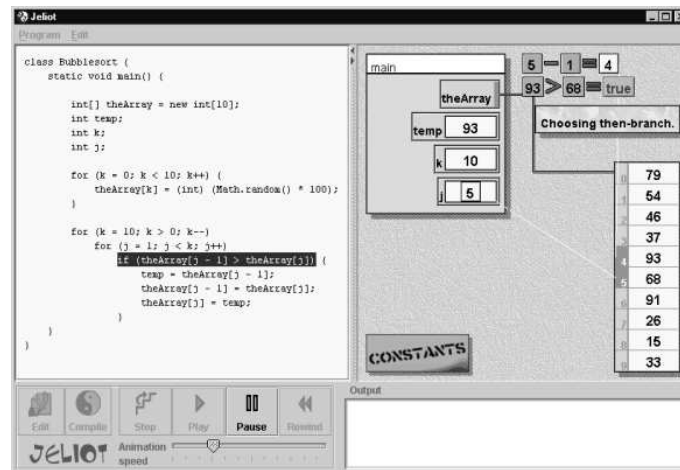 Jeliot
Program Edit
class Bubblesort {
static void main() {
int[] theArray = new int[10];
int temp;
int k;
int j;
for (k = 0; k < 10; k++) {
theArray[k] = (int) (Math.random() * 100);
}
for (k = 10; k > 0; k--)
for (j = 1; j < k; j++)
if (theArray[j - 1] > theArray[j]) {
temp = theArray[j - 1];
theArray[j - 1] = theArray[j];
theArray[j] = temp;
}
}
}
main
theArray
temp 93
k 10
j 5
5 - 1 = 4
93 > 68 = true
Choosing then-branch.
0 79
1 54
2 46
3 37
4 93
5 68
6 91
7 26
8 15
9 33
CONSTANTS
Edit
Compile
Step
Play
Pause
Rewind
JELIOT
Animation
speed
Output